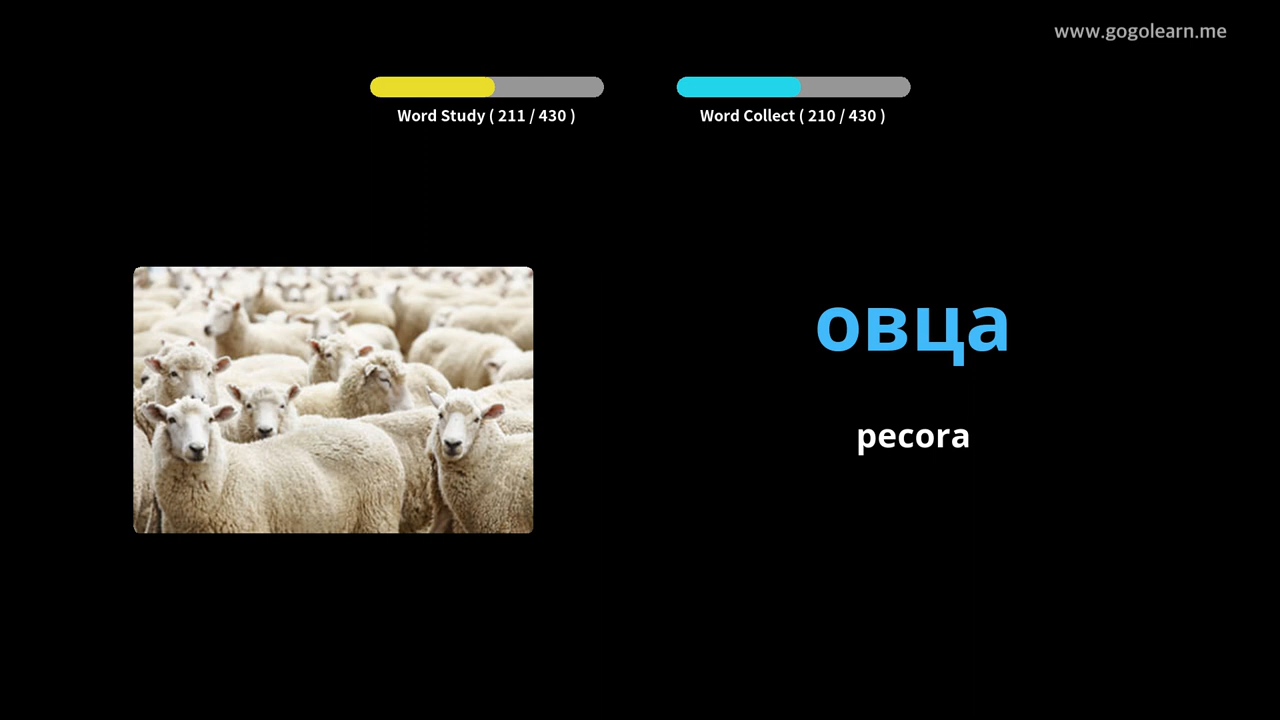 www.gogolearn.me
Word Study ( 211 / 430 )
Word Collect ( 210 / 430 )
овца
pecora